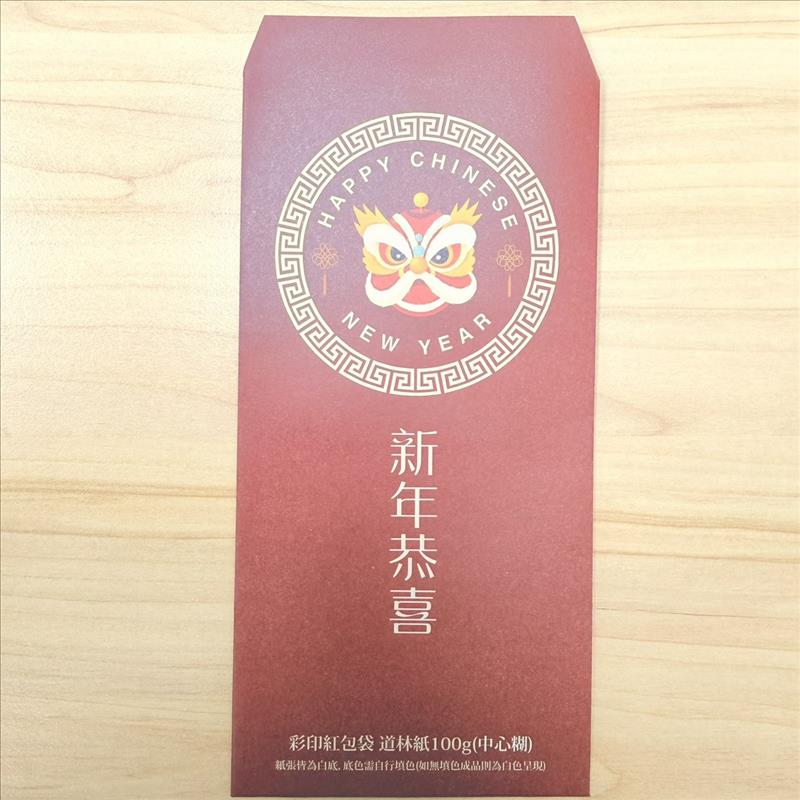 HAPPY CHINESE
NEW YEAR
新年恭喜
彩印紅包袋 道林紙100g(中心糊)
紙張皆為白底, 底色需自行填色(如無填色成品則為白色呈現)